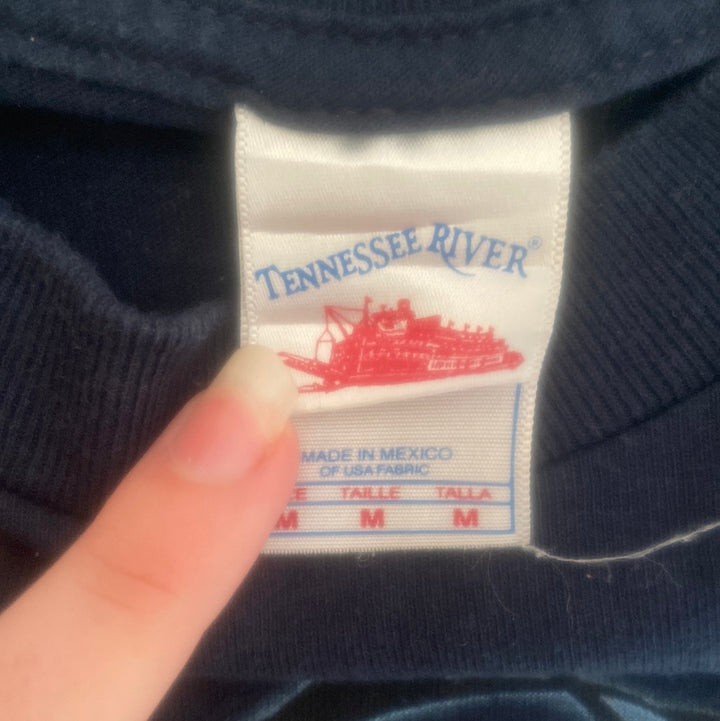 TENNESSEE RIVER®
MADE IN MEXICO
OF USA FABRIC
TAILLE TALLA
M M M